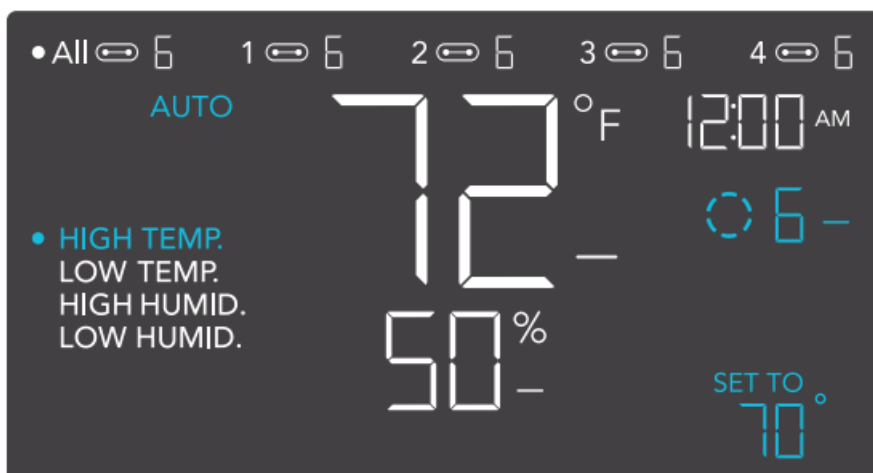 All 6 1 6 2 6 3 6 4 6
AUTO
72 °F
12:00 AM
6 –
HIGH TEMP.
LOW TEMP.
HIGH HUMID.
LOW HUMID.
50 %
SET TO
70°